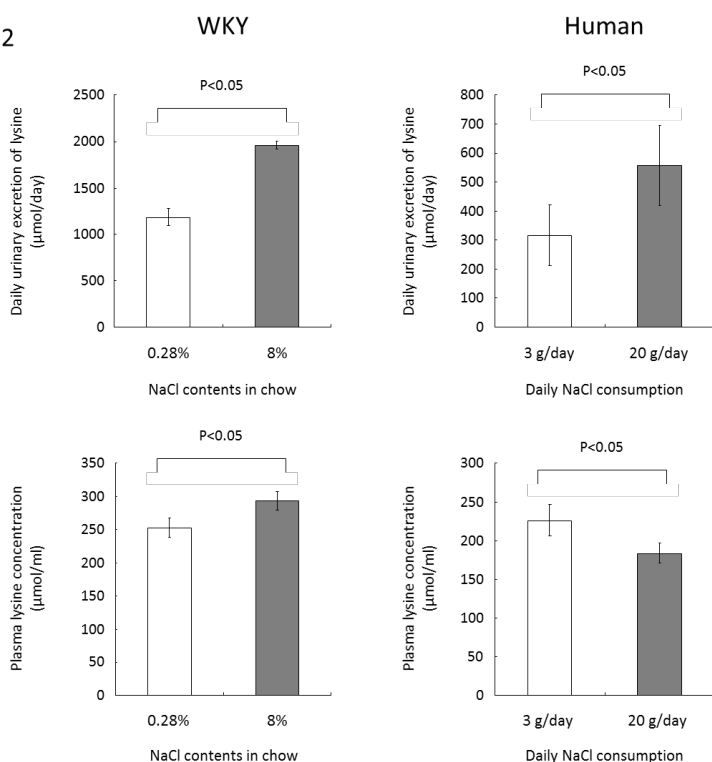 2
WKY
Human
P<0.05
Daily urinary excretion of lysine
(μmol/day)
2500
2000
1500
1000
500
0
0.28%
8%
NaCl contents in chow
P<0.05
Daily urinary excretion of lysine
(μmol/day)
800
700
600
500
400
300
200
100
0
3 g/day
20 g/day
Daily NaCl consumption
P<0.05
Plasma lysine concentration
(μmol/ml)
350
300
250
200
150
100
50
0
0.28%
8%
NaCl contents in chow
P<0.05
Plasma lysine concentration
(μmol/ml)
300
250
200
150
100
50
0
3 g/day
20 g/day
Daily NaCl consumption